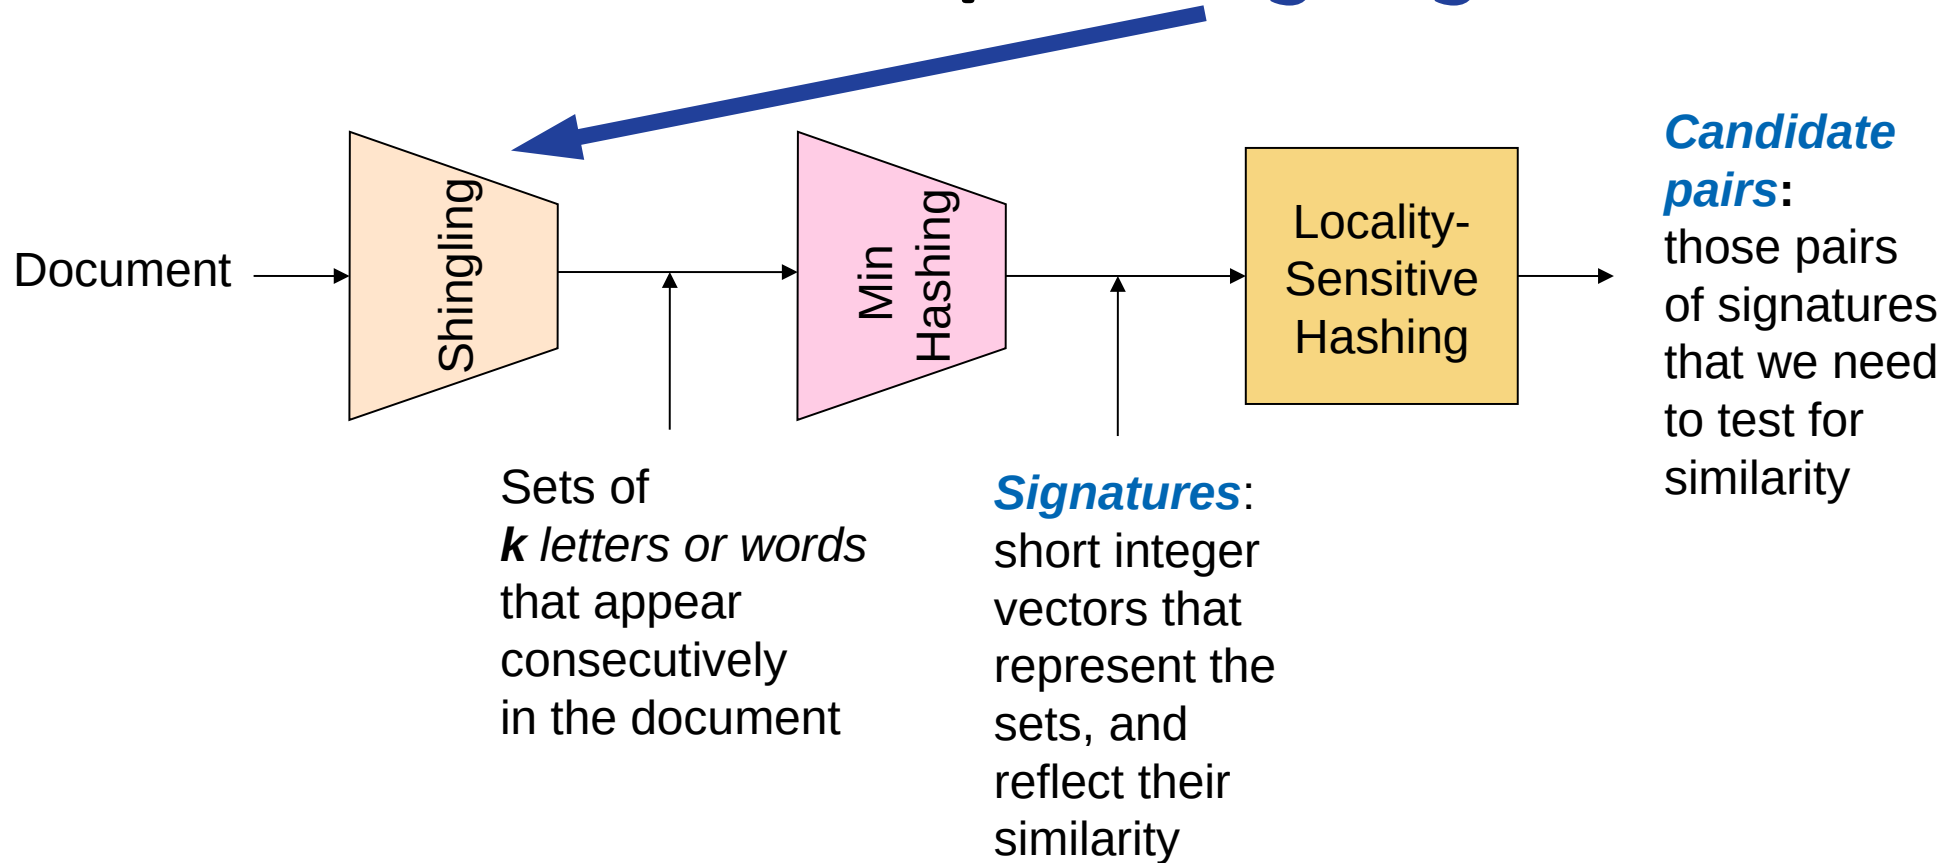 Document
Shingling
Min
Hashing
Locality-
Sensitive
Hashing
Candidate
pairs:
those pairs
of signatures
that we need
to test for
similarity
Sets of
k letters or words
that appear
consecutively
in the document
Signatures:
short integer
vectors that
represent the
sets, and
reflect their
similarity